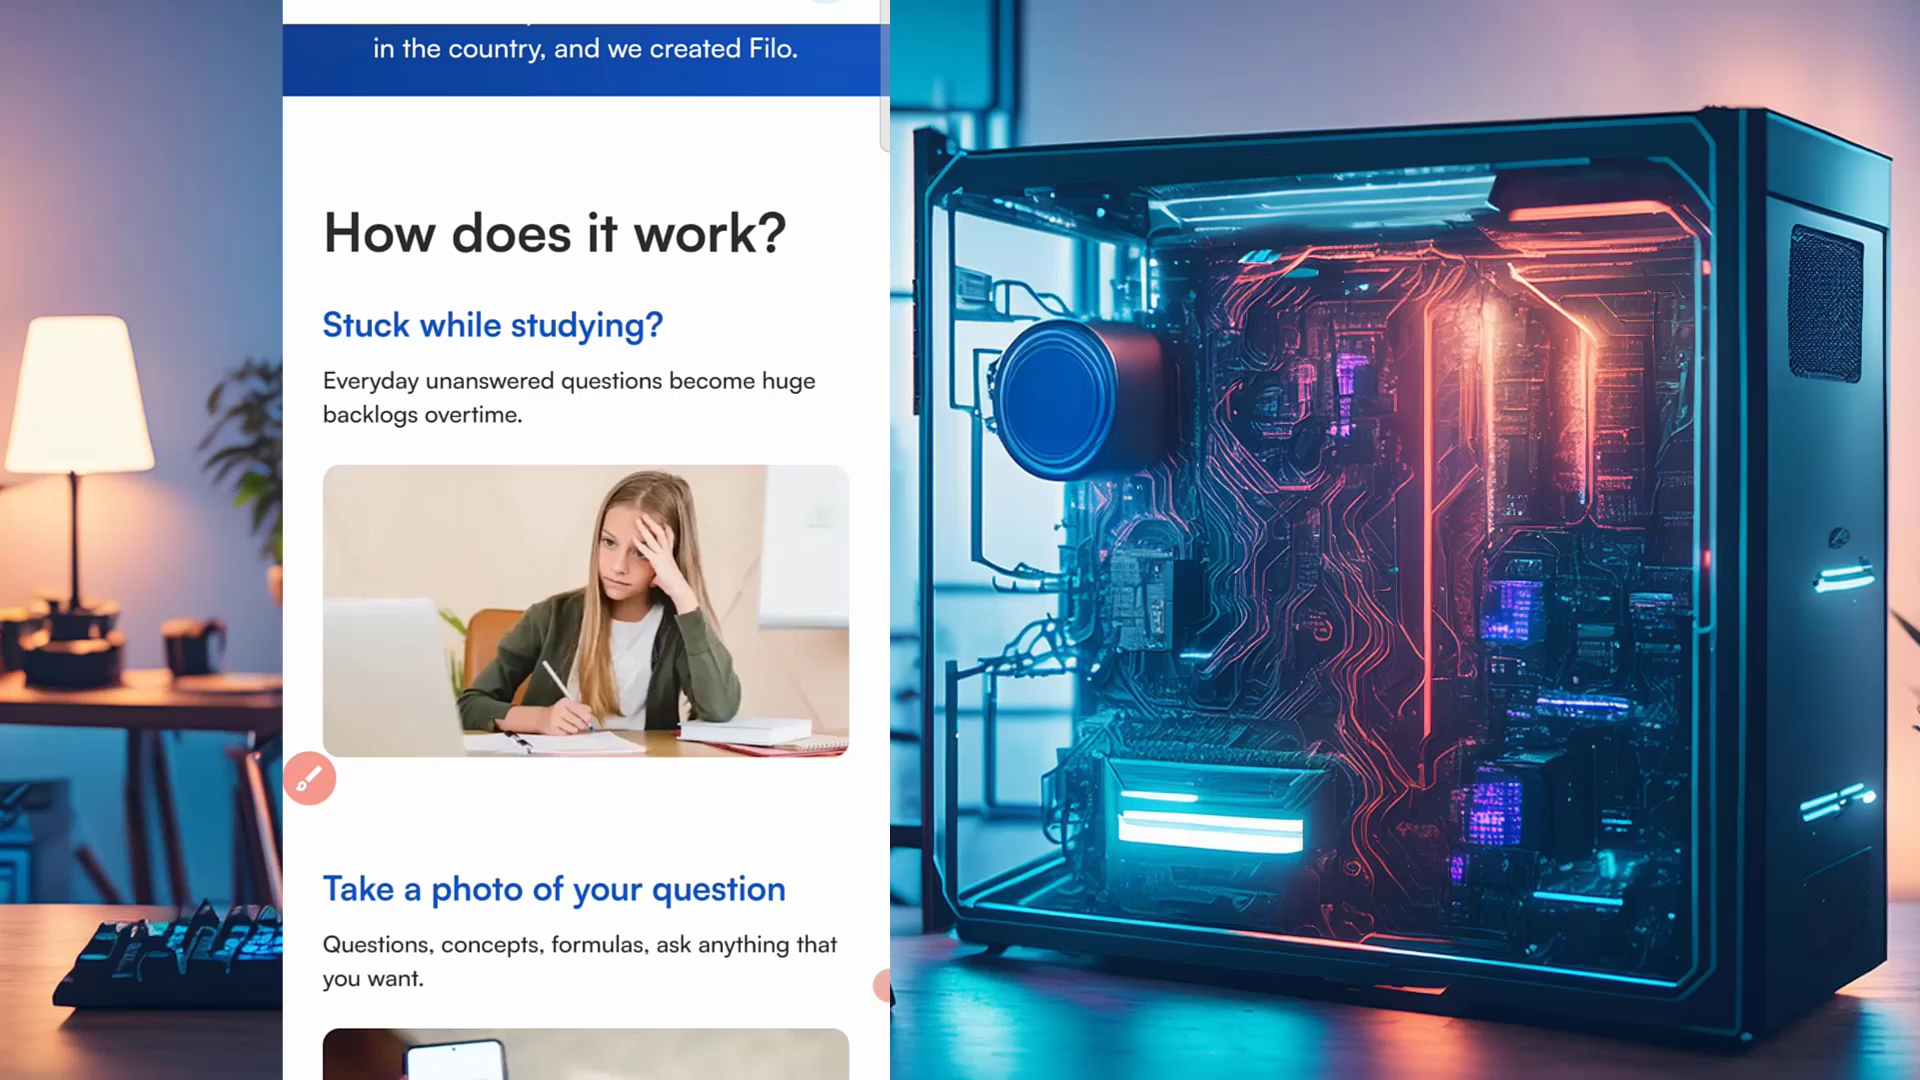 in the country, and we created Filo.
How does it work?
Stuck while studying?
Everyday unanswered questions become huge
backlogs overtime.
Take a photo of your question
Questions, concepts, formulas, ask anything that
you want.